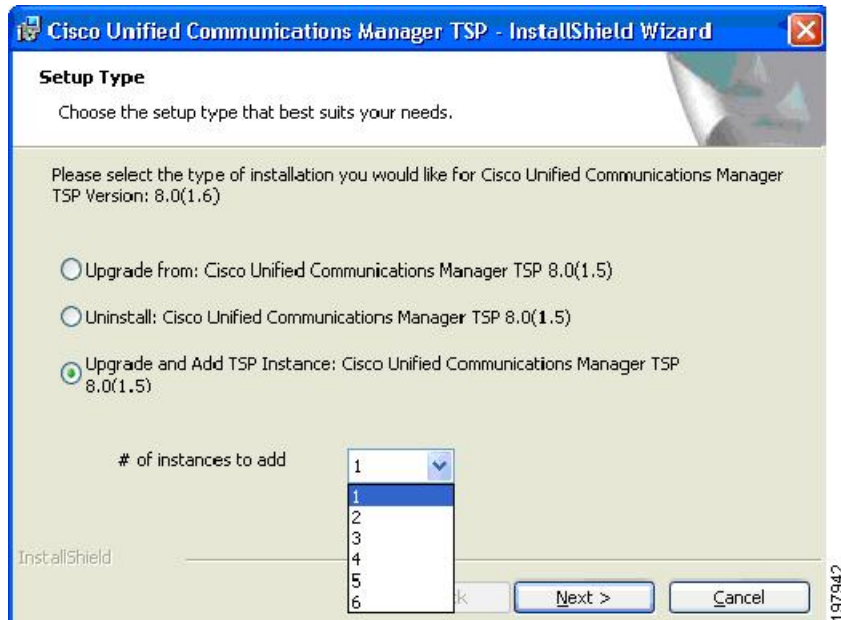 Cisco Unified Communications Manager TSP - InstallShield Wizard
Setup Type
Choose the setup type that best suits your needs.
Please select the type of installation you would like for Cisco Unified Communications Manager
TSP Version: 8.0(1.6)
Upgrade from: Cisco Unified Communications Manager TSP 8.0(1.5)
Uninstall: Cisco Unified Communications Manager TSP 8.0(1.5)
Upgrade and Add TSP Instance: Cisco Unified Communications Manager TSP
8.0(1.5)
# of instances to add
1
1
2
3
4
5
6
InstallShield
Next >
Cancel
197942